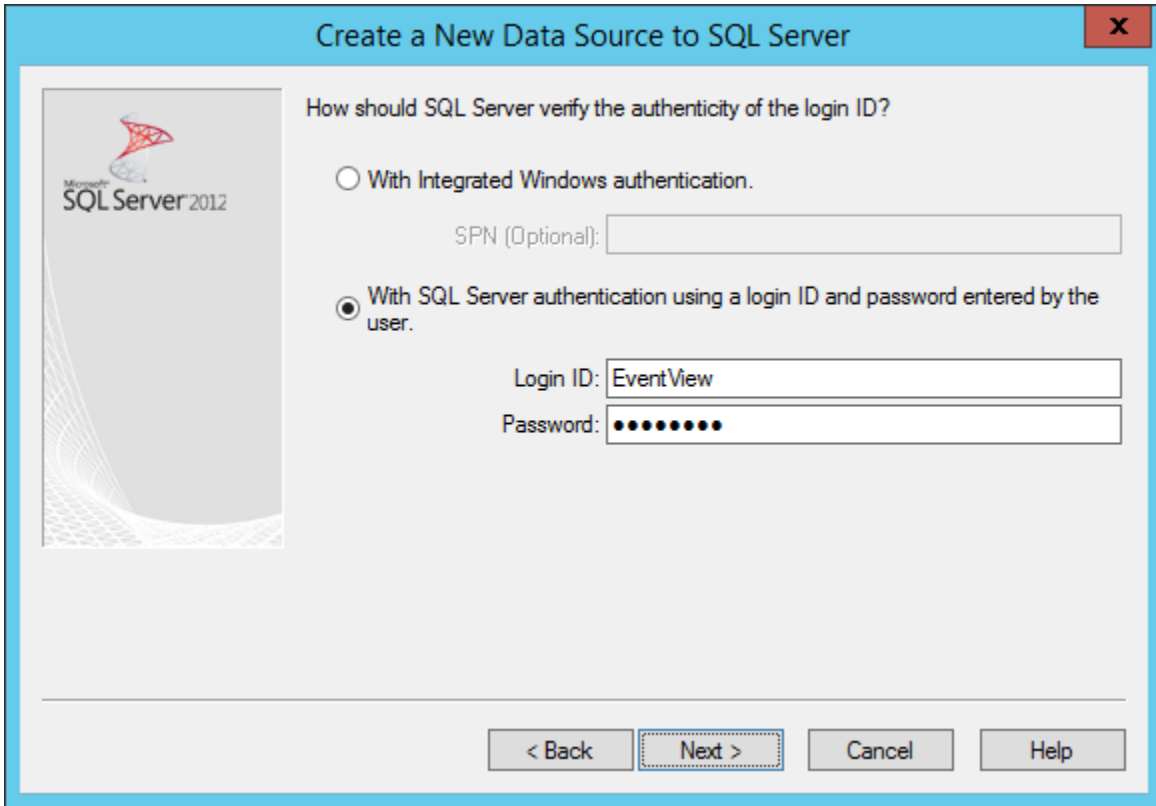 Create a New Data Source to SQL Server
x
Microsoft®
SQL Server® 2012
How should SQL Server verify the authenticity of the login ID?
With Integrated Windows authentication.
SPN (Optional):
With SQL Server authentication using a login ID and password entered by the
user.
Login ID: EventView
Password: ●●●●●●●●
< Back Next > Cancel Help